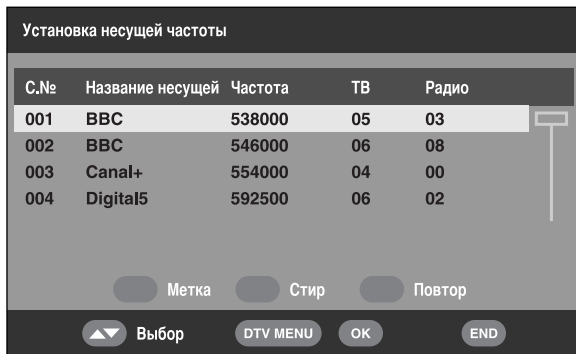 Установка несущей частоты
С.№ Название несущей Частота ТВ Радио
001 BBC 538000 05 03
002 BBC 546000 06 08
003 Canal+ 554000 04 00
004 Digital5 592500 06 02
Метка Стир Повтор
Выбор DTV MENU OK END